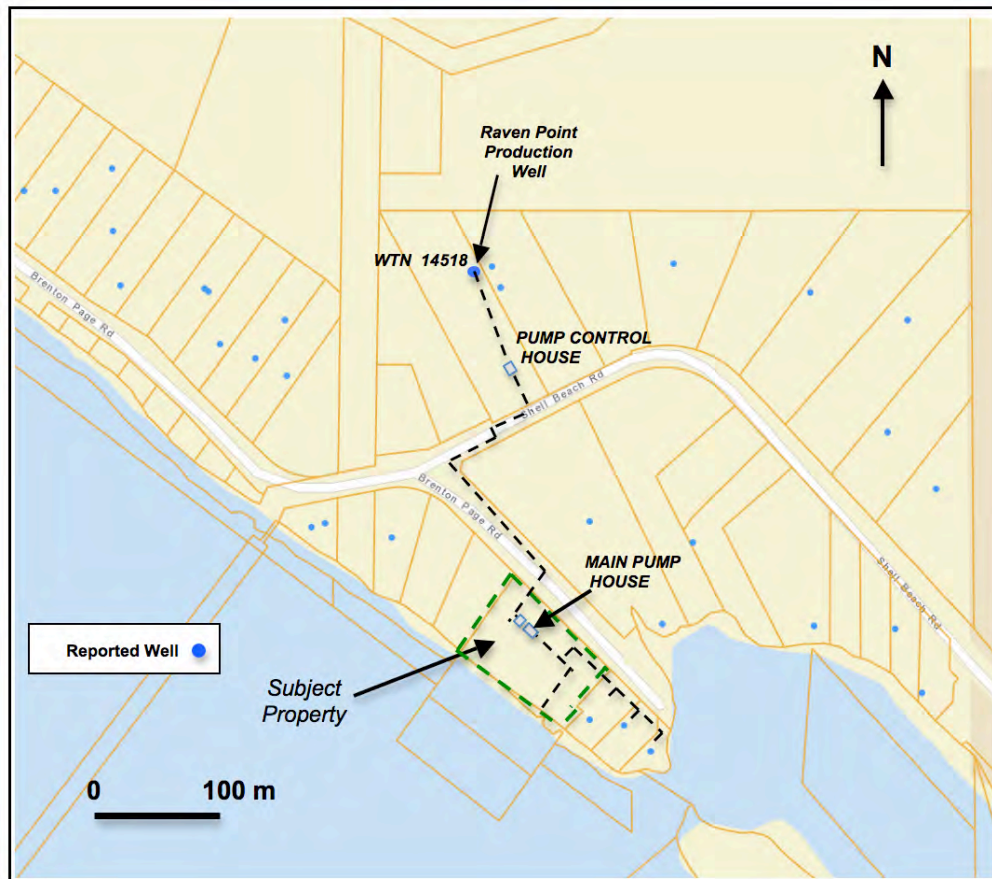 N
Raven Point
Production
Well
WTN 14518
PUMP CONTROL
HOUSE
Brenton Page Rd
Shell Beach Rd
Brenton Page Rd
MAIN PUMP
HOUSE
Shell Beach Rd
Reported Well
Subject
Property
0 100 m